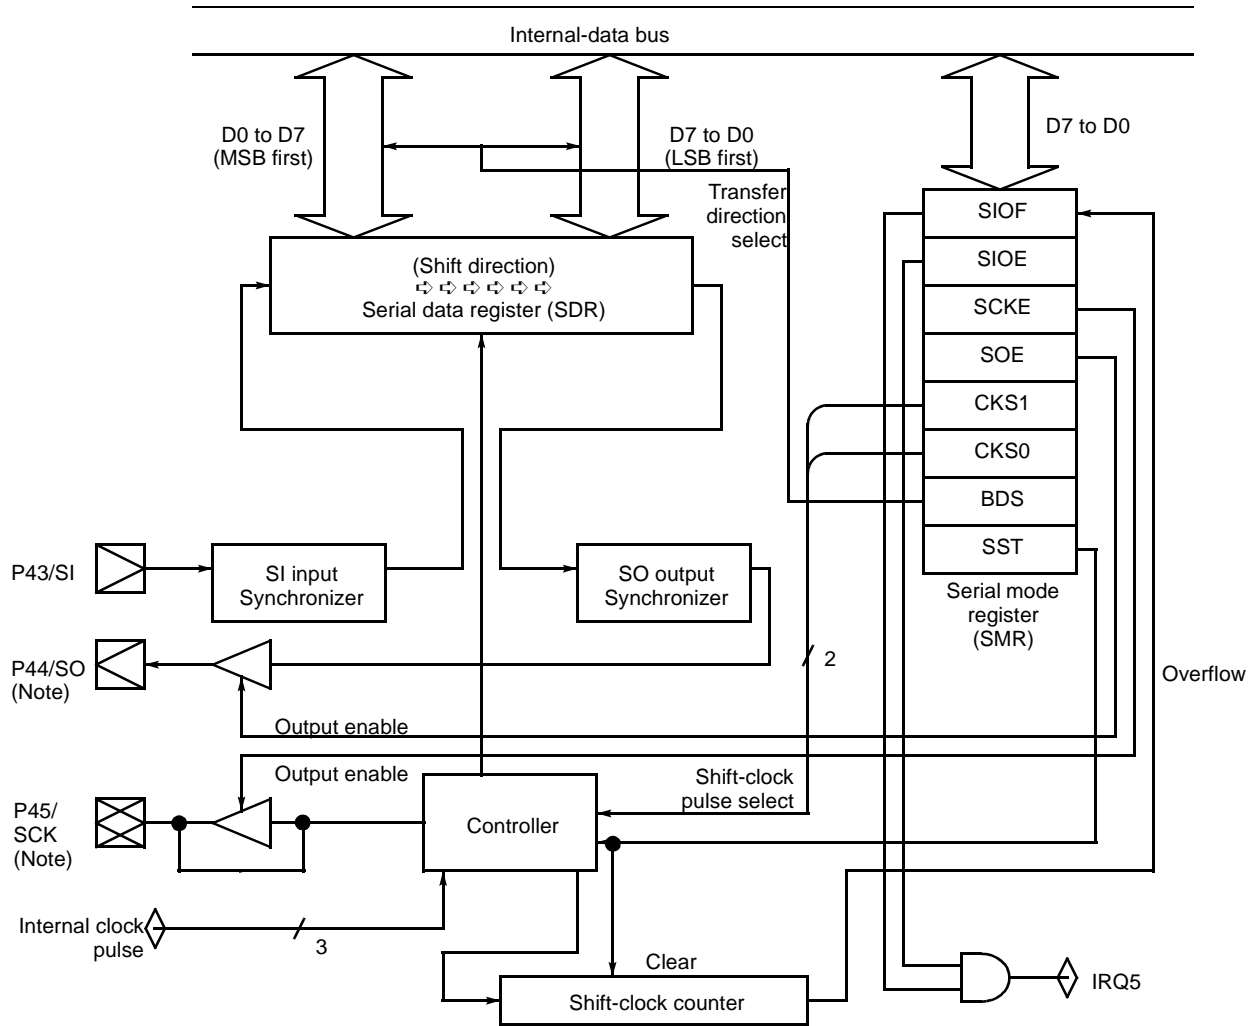 Internal-data bus
D0 to D7
(MSB first)
D7 to D0
(LSB first)
D7 to D0
Transfer
direction
select
(Shift direction)
Serial data register (SDR)
SIOF
SIOE
SCKE
SOE
CKS1
CKS0
BDS
SST
Serial mode
register
(SMR)
P43/SI
SI input
Synchronizer
SO output
Synchronizer
P44/SO
(Note)
2
Overflow
Output enable
Output enable
Shift-clock
pulse select
P45/
SCK
(Note)
Controller
Internal clock
pulse
3
Clear
Shift-clock counter
IRQ5